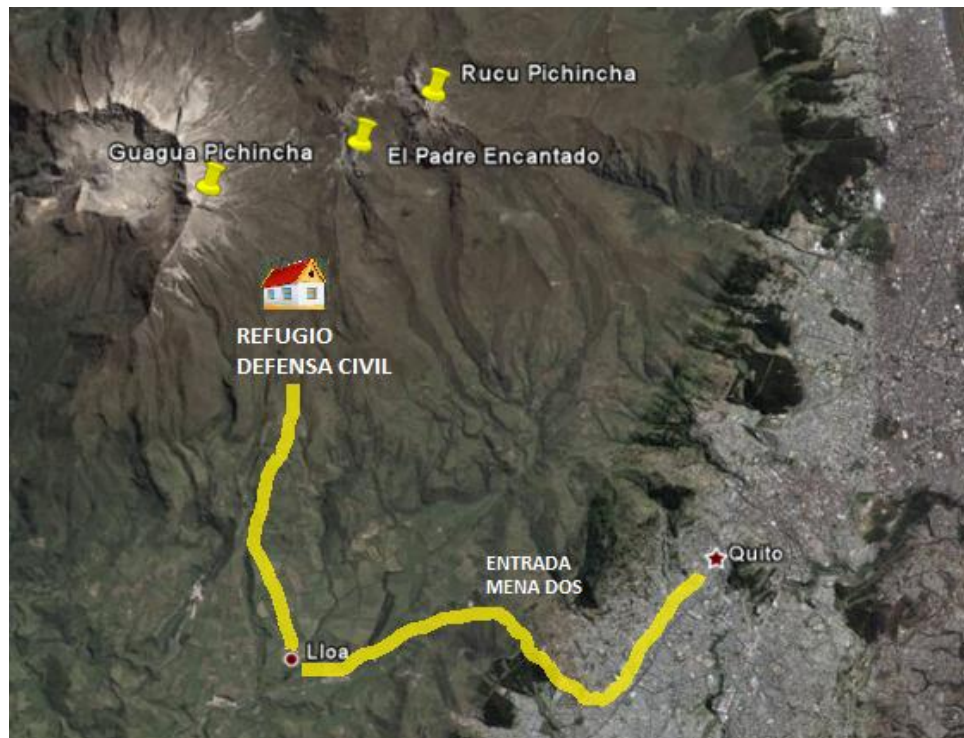 Rucu Pichincha
Guagua Pichincha
El Padre Encantado
REFUGIO
DEFENSA CIVIL
ENTRADA
MENA DOS
Quito
Lloa